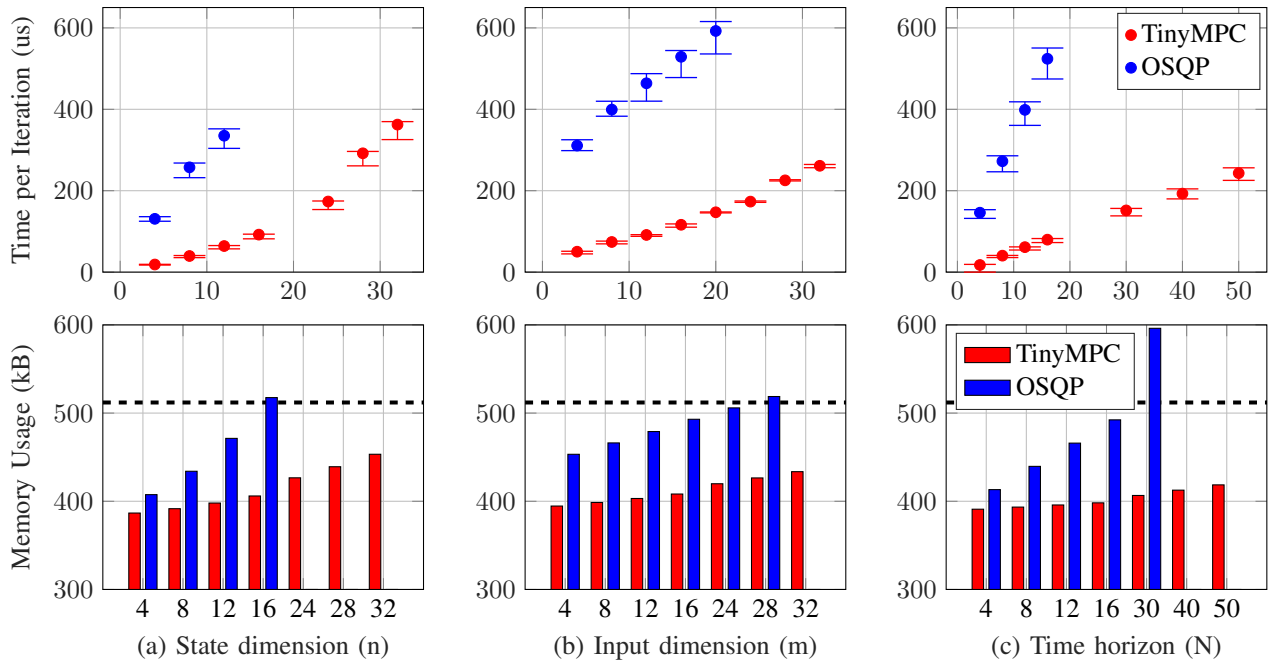 Time per Iteration (us)
600
400
200
0
0 10 20 30
600
400
200
0
0 10 20 30
600
400
200
0
0 10 20 30 40 50
TinyMPC
OSQP
Memory Usage (kB)
600
500
400
300
4 8 12 16 24 28 32
(a) State dimension (n)
600
500
400
300
4 8 12 16 24 28 32
(b) Input dimension (m)
600
500
400
300
4 8 12 16 30 40 50
(c) Time horizon (N)
TinyMPC
OSQP